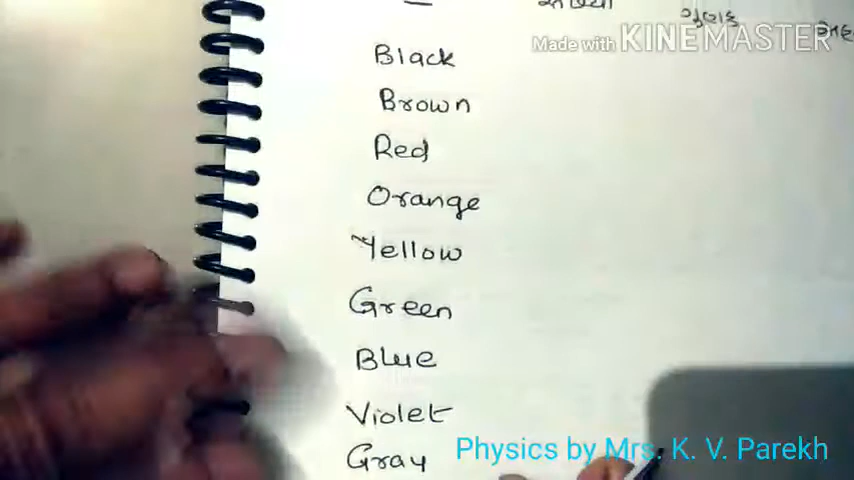 Made with KINEMASTER
Black
Brown
Red
Orange
Yellow
Green
Blue
Violet
Gray
Physics by Mrs. K. V. Parekh